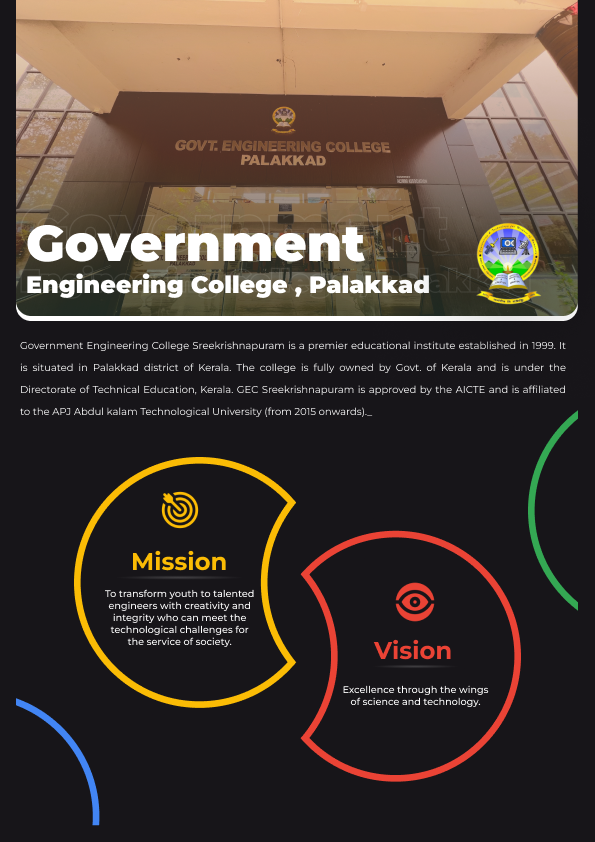 GOVT. ENGINEERING COLLEGE
PALAKKAD
Government
Engineering College , Palakkad
Government Engineering College Sreekrishnapuram is a premier educational institute established in 1999. It
is situated in Palakkad district of Kerala. The college is fully owned by Govt. of Kerala and is under the
Directorate of Technical Education, Kerala. GEC Sreekrishnapuram is approved by the AICTE and is affiliated
to the APJ Abdul kalam Technological University (from 2015 onwards)._
Mission
To transform youth to talented
engineers with creativity and
integrity who can meet the
technological challenges for
the service of society.
Vision
Excellence through the wings
of science and technology.